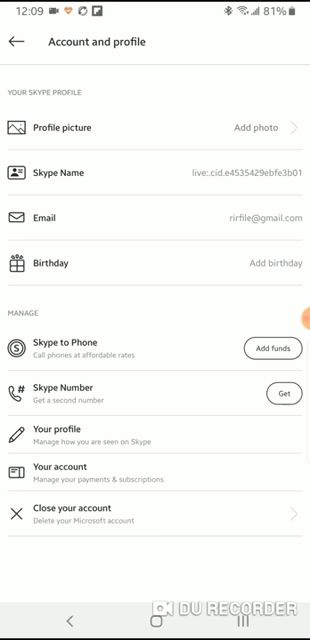 12:09 81%
Account and profile
YOUR SKYPE PROFILE
Profile picture Add photo
Skype Name live:.cid.e4535429ebfe3b01
Email rirfile@gmail.com
Birthday Add birthday
MANAGE
Skype to Phone
Call phones at affordable rates
Add funds
Skype Number
Get a second number
Get
Your profile
Manage how you are seen on Skype
Your account
Manage your payments & subscriptions
Close your account
Delete your Microsoft account
DU RECORDER